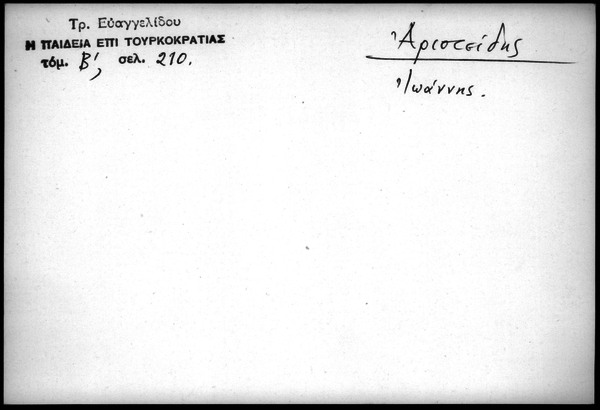 Τρ. Εὐαγγελίδου
Η ΠΑΙΔΕΙΑ ΕΠΙ ΤΟΥΡΚΟΚΡΑΤΙΑΣ
τόμ. Β', σελ. 210.
Ἀριστείδης
Ἰωάννης.